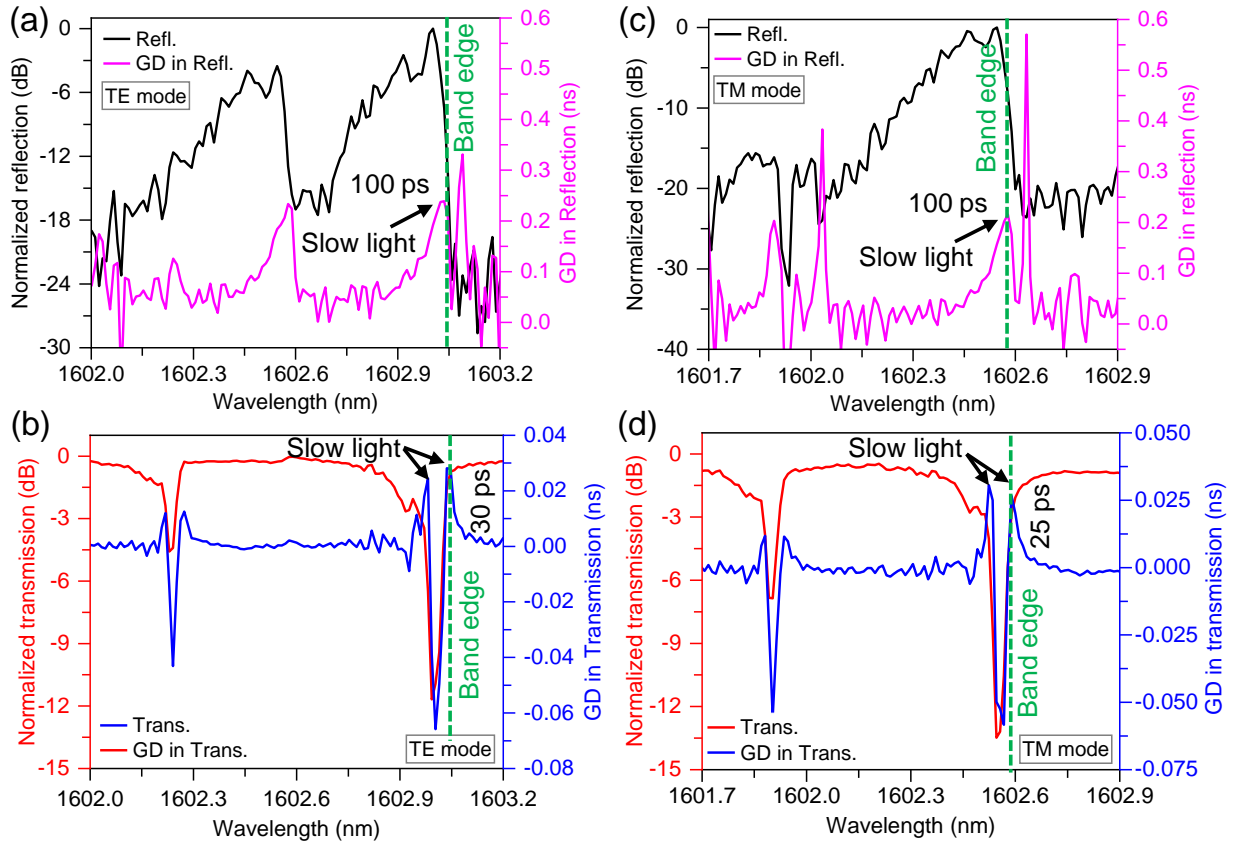 (a)
Refl.
GD in Refl.
TE mode
Band edge
100 ps
Slow light
0
-6
-12
-18
-24
-30
Normalized reflection (dB)
0.6
0.5
0.4
0.3
0.2
0.1
0.0
GD in Reflection (ns)
1602.0 1602.3 1602.6 1602.9 1603.2
Wavelength (nm)
(c)
Refl.
GD in Refl.
TM mode
Band edge
100 ps
Slow light
0
-10
-20
-30
-40
Normalized reflection (dB)
0.6
0.5
0.4
0.3
0.2
0.1
0.0
GD in reflection (ns)
1601.7 1602.0 1602.3 1602.6 1602.9
Wavelength (nm)
(b)
Slow light
30 ps
Band edge
Trans.
GD in Trans.
TE mode
0
-3
-6
-9
-12
-15
Normalized transmission (dB)
0.04
0.02
0.00
-0.02
-0.04
-0.06
-0.08
GD in Transmission (ns)
1602.0 1602.3 1602.6 1602.9 1603.2
Wavelength (nm)
(d)
Slow light
25 ps
Band edge
Trans.
GD in Trans.
TM mode
0
-3
-6
-9
-12
-15
Normalized transmission (dB)
0.050
0.025
0.000
-0.025
-0.050
-0.075
GD in transmission (ns)
1601.7 1602.0 1602.3 1602.6 1602.9
Wavelength (nm)